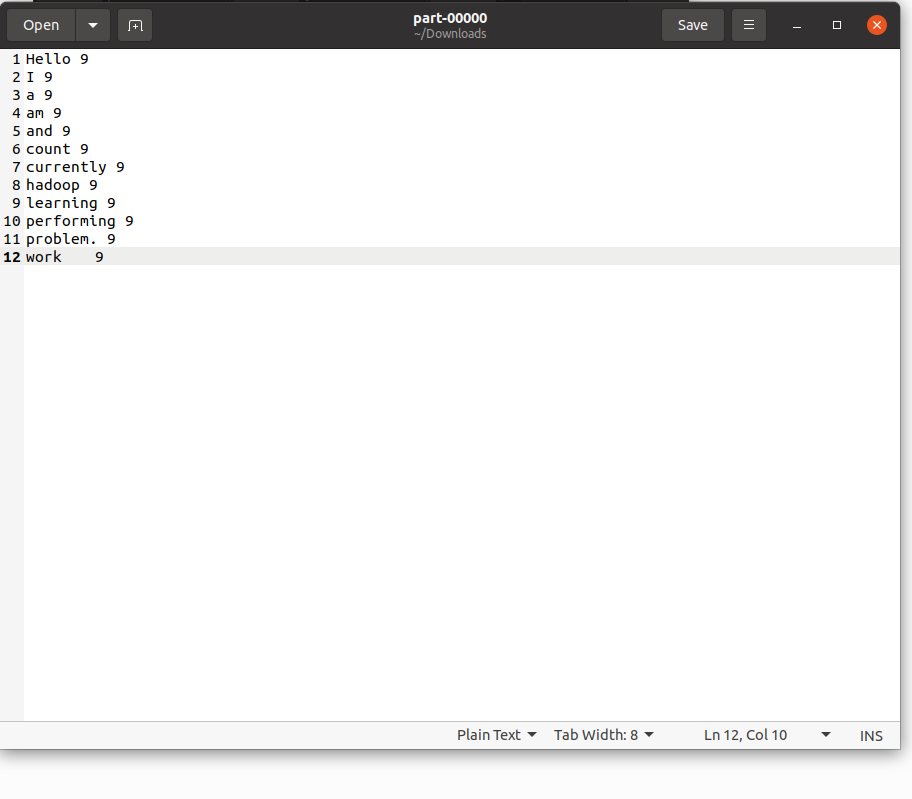 Open
part-00000
~/Downloads
Save
1 Hello 9
2 I 9
3 a 9
4 am 9
5 and 9
6 count 9
7 currently 9
8 hadoop 9
9 learning 9
10 performing 9
11 problem. 9
12 work	9
Plain Text Tab Width: 8 Ln 12, Col 10 INS